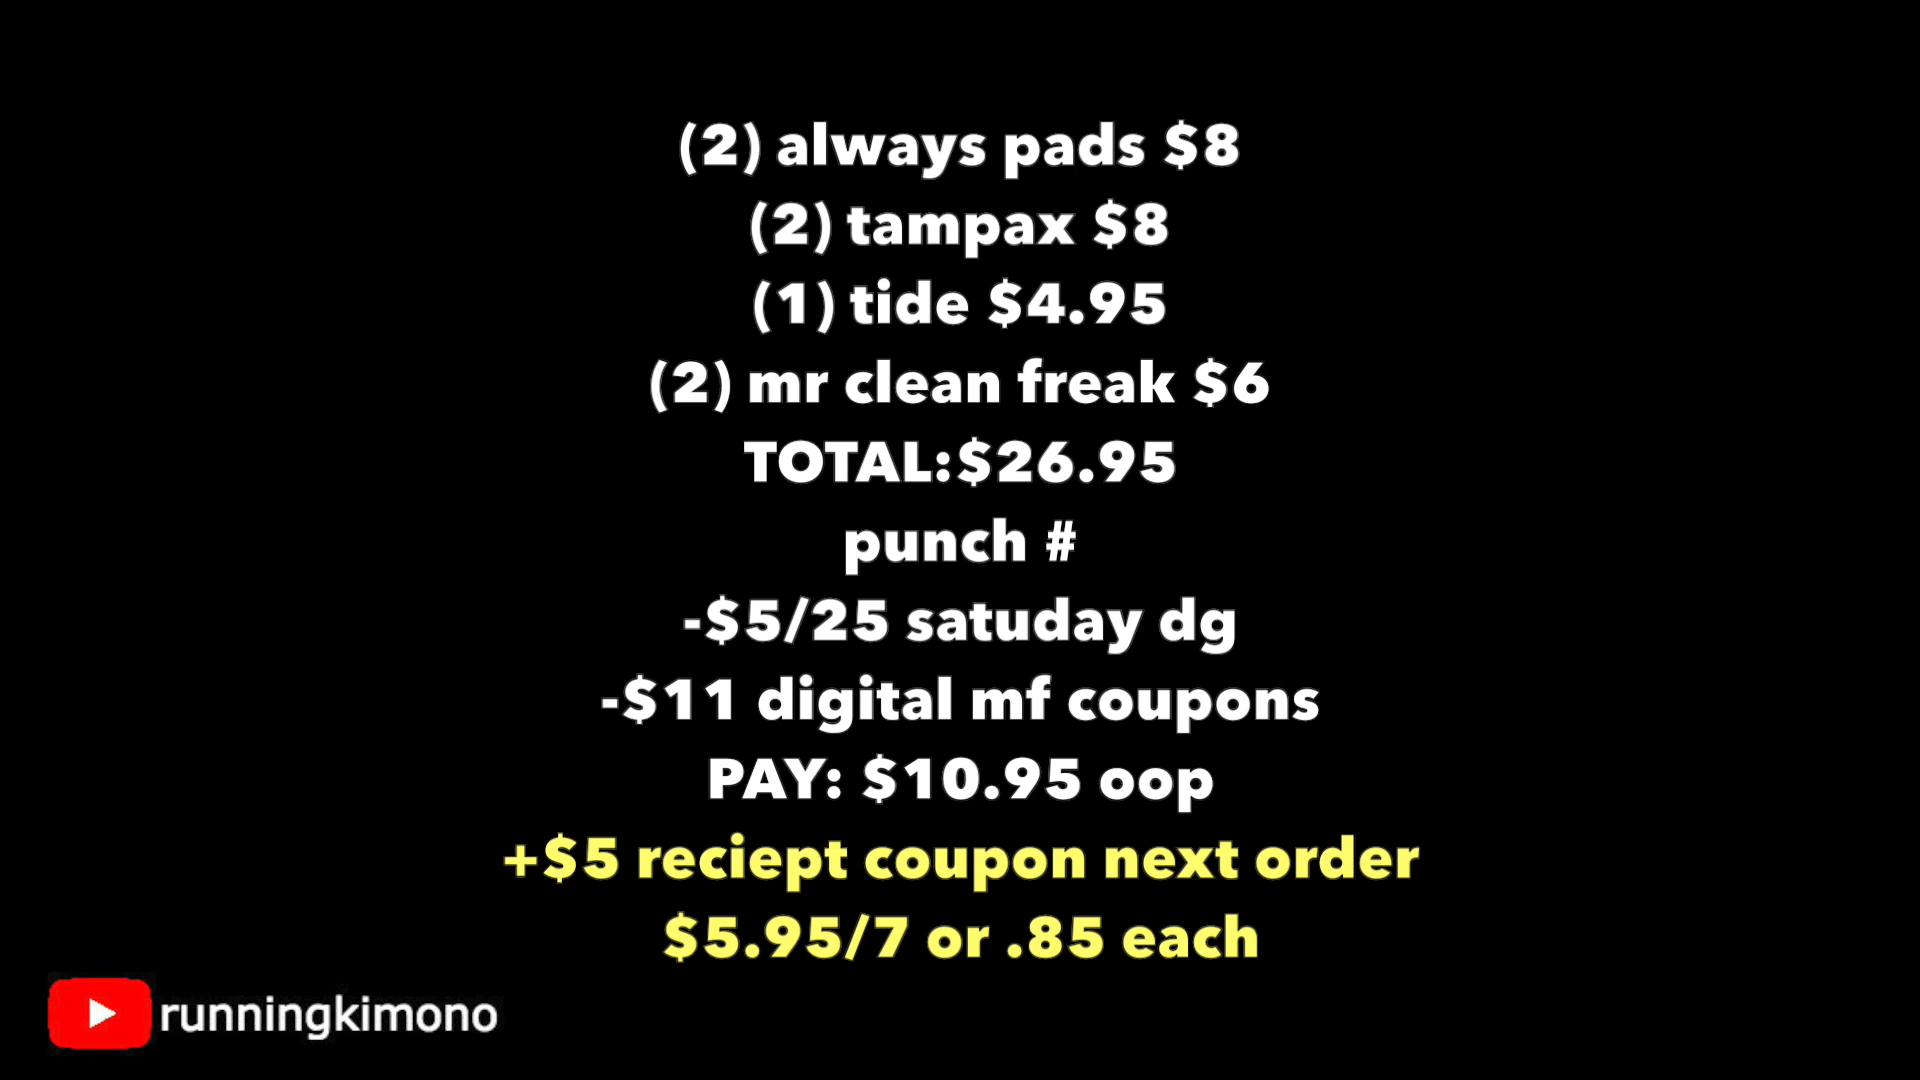 (2) always pads $8
(2) tampax $8
(1) tide $4.95
(2) mr clean freak $6
TOTAL:$26.95
punch #
-$5/25 satuday dg
-$11 digital mf coupons
PAY: $10.95 oop
+$5 reciept coupon next order
$5.95/7 or .85 each
runningkimono